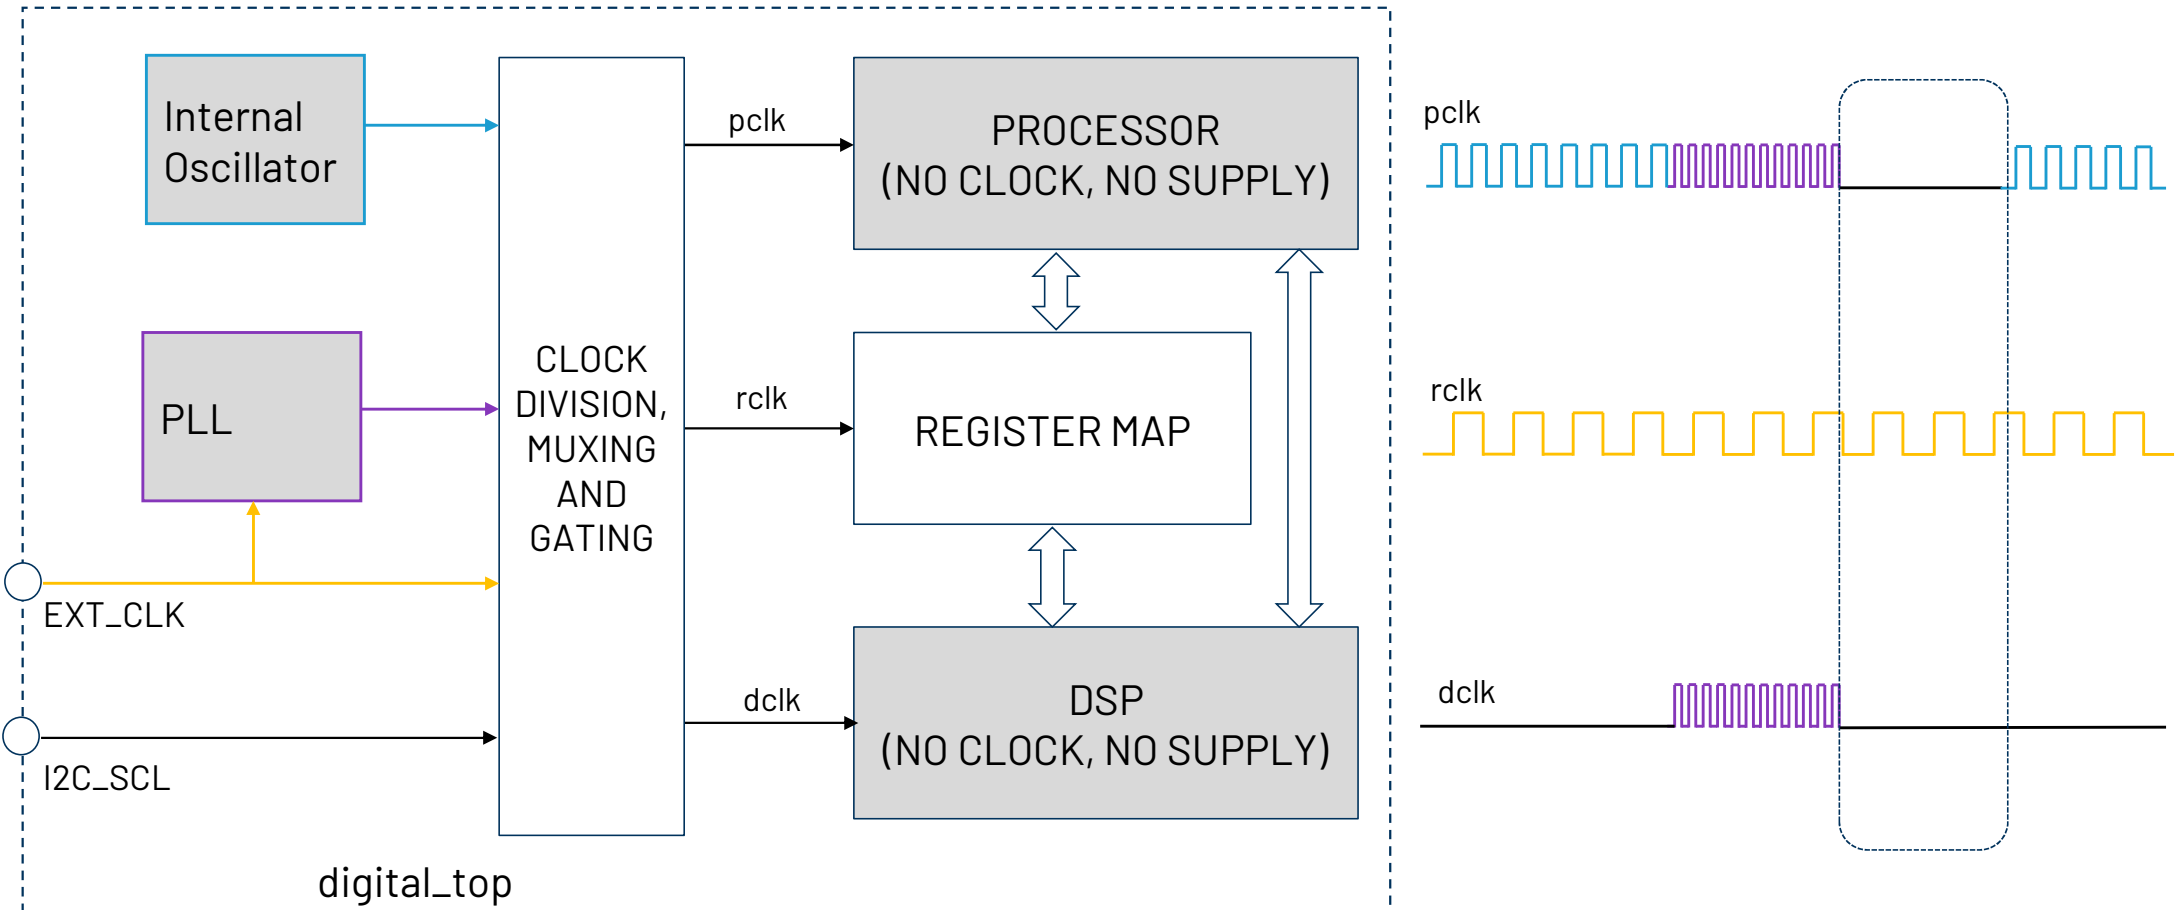 Internal
Oscillator
PLL
EXT_CLK
I2C_SCL
CLOCK
DIVISION,
MUXING
AND
GATING
pclk
rclk
dclk
PROCESSOR
(NO CLOCK, NO SUPPLY)
REGISTER MAP
DSP
(NO CLOCK, NO SUPPLY)
digital_top
pclk
rclk
dclk